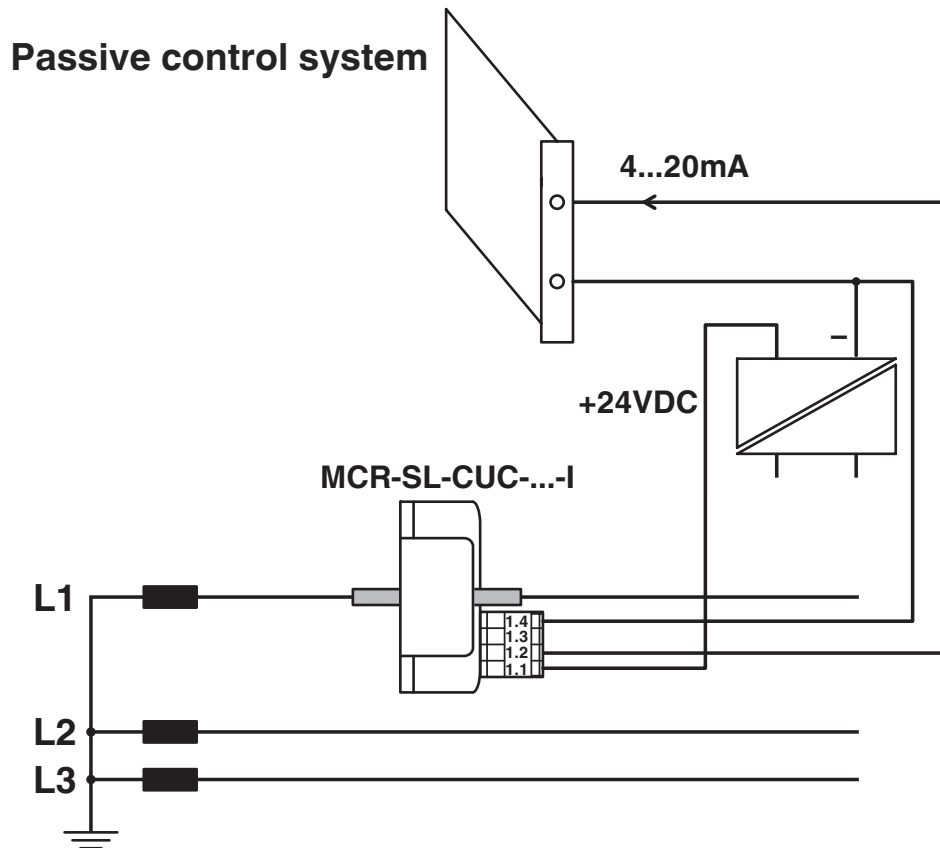 Passive control system
4...20mA
–
+24VDC
MCR-SL-CUC-...-I
L1
1.4
1.3
1.2
1.1
L2
L3